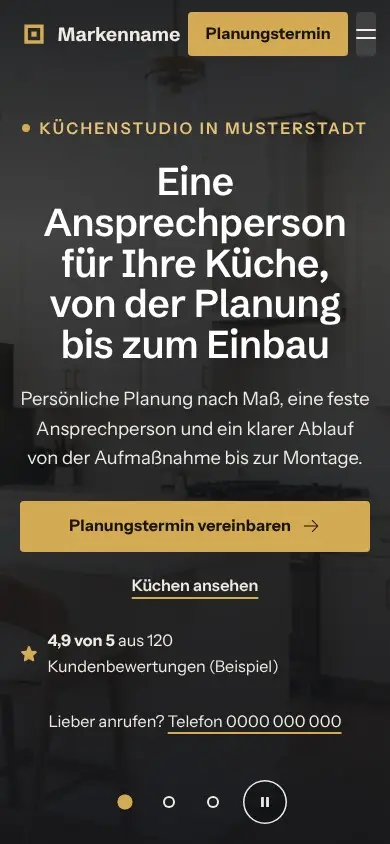 Markenname
Planungstermin
KÜCHENSTUDIO IN MUSTERSTADT
Eine
Ansprechperson
für Ihre Küche,
von der Planung
bis zum Einbau
Persönliche Planung nach Maß, eine feste
Ansprechperson und ein klarer Ablauf
von der Aufmaßnahme bis zur Montage.
Planungstermin vereinbaren
Küchen ansehen
4,9 von 5 aus 120
Kundenbewertungen (Beispiel)
Lieber anrufen? Telefon 0000 000 000